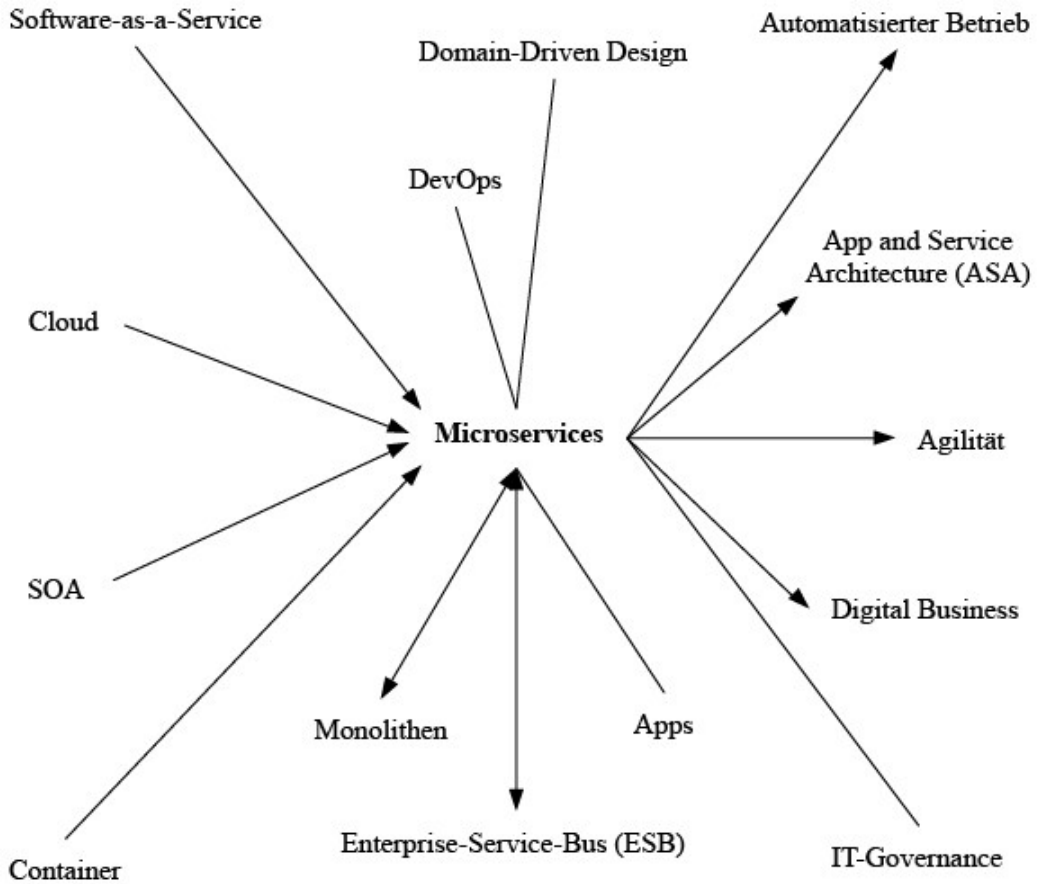 Software-as-a-Service
Automatisierter Betrieb
Domain-Driven Design
DevOps
App and Service
Architecture (ASA)
Cloud
Microservices
Agilität
SOA
Digital Business
Monolithen
Apps
Enterprise-Service-Bus (ESB)
IT-Governance
Container